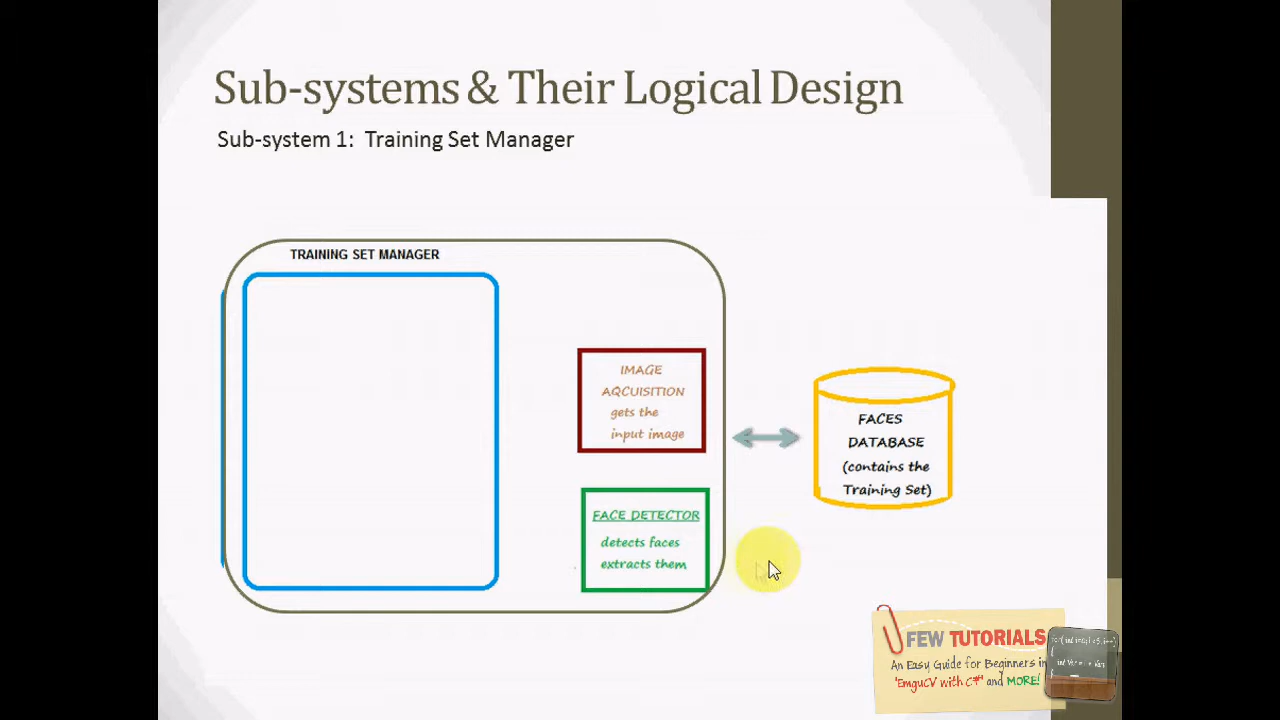 Sub-systems & Their Logical Design
Sub-system 1: Training Set Manager
TRAINING SET MANAGER
IMAGE
AQCUISITION
gets the
input image
FACE DETECTOR
detects faces
extracts them
FACES
DATABASE
(contains the
Training Set)
FEW TUTORIALS
An Easy Guide for Beginners in
'EmguCV with C#' and MORE!